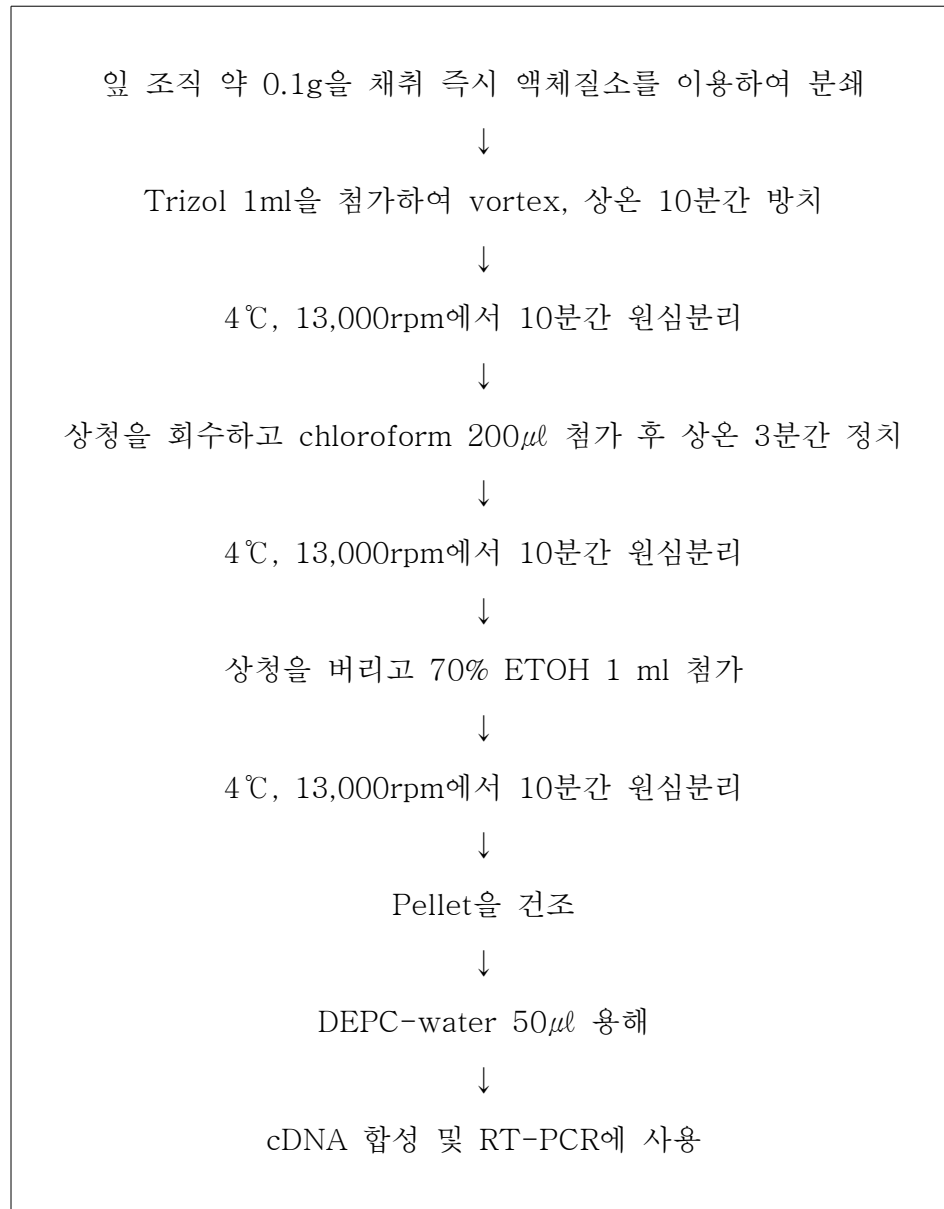 잎 조직 약 0.1g을 채취 즉시 액체질소를 이용하여 분쇄
↓
Trizol 1ml을 첨가하여 vortex, 상온 10분간 방치
↓
4℃, 13,000rpm에서 10분간 원심분리
↓
상청을 회수하고 chloroform 200㎕ 첨가 후 상온 3분간 정치
↓
4℃, 13,000rpm에서 10분간 원심분리
↓
상청을 버리고 70% ETOH 1 ml 첨가
↓
4℃, 13,000rpm에서 10분간 원심분리
↓
Pellet을 건조
↓
DEPC-water 50㎕ 용해
↓
cDNA 합성 및 RT-PCR에 사용